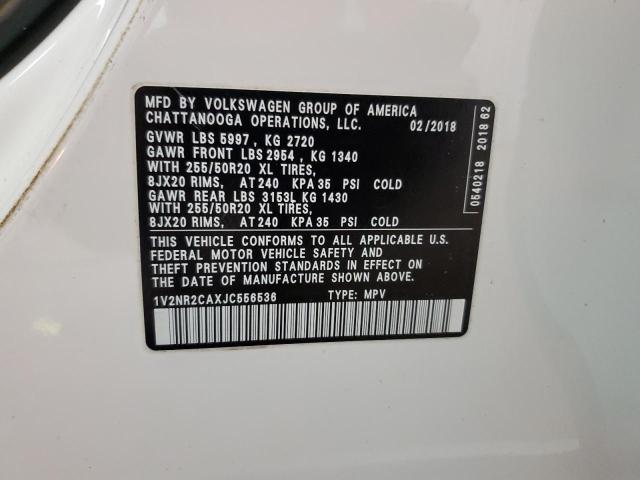 MFD BY VOLKSWAGEN GROUP OF AMERICA
CHATTANOOGA OPERATIONS, LLC. 02/2018
GVWR LBS 5997, KG 2720
GAWR FRONT LBS 2954, KG 1340
WITH 255/50R20 XL TIRES,
8JX20 RIMS, AT 240 KPA 35 PSI COLD
GAWR REAR LBS 3153L KG 1430
WITH 255/50R20 XL TIRES,
8JX20 RIMS, AT 240 KPA 35 PSI COLD
THIS VEHICLE CONFORMS TO ALL APPLICABLE U.S.
FEDERAL MOTOR VEHICLE SAFETY AND
THEFT PREVENTION STANDARDS IN EFFECT ON
THE DATE OF MANUFACTURE SHOWN ABOVE.
1V2NR2CAXJC556536 TYPE: MPV
0540218 2018 62